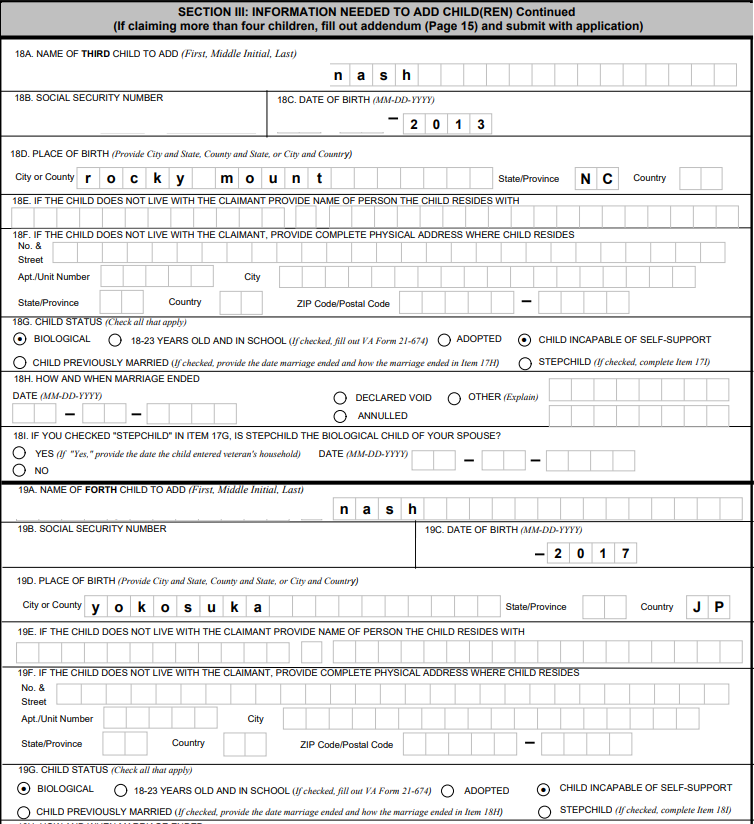 SECTION III: INFORMATION NEEDED TO ADD CHILD(REN) Continued
(If claiming more than four children, fill out addendum (Page 15) and submit with application)
18A. NAME OF THIRD CHILD TO ADD (First, Middle Initial, Last)
nash
18B. SOCIAL SECURITY NUMBER 18C. DATE OF BIRTH (MM-DD-YYYY)
– 2013
18D. PLACE OF BIRTH (Provide City and State, County and State, or City and Country)
City or County rocky mount State/Province NC Country
18E. IF THE CHILD DOES NOT LIVE WITH THE CLAIMANT PROVIDE NAME OF PERSON THE CHILD RESIDES WITH
18F. IF THE CHILD DOES NOT LIVE WITH THE CLAIMANT, PROVIDE COMPLETE PHYSICAL ADDRESS WHERE CHILD RESIDES
No. &
Street
Apt./Unit Number City
State/Province Country ZIP Code/Postal Code –
18G. CHILD STATUS (Check all that apply)
BIOLOGICAL 18-23 YEARS OLD AND IN SCHOOL (If checked, fill out VA Form 21-674) ADOPTED CHILD INCAPABLE OF SELF-SUPPORT
CHILD PREVIOUSLY MARRIED (If checked, provide the date marriage ended and how the marriage ended in Item 17H) STEPCHILD (If checked, complete Item 17I)
18H. HOW AND WHEN MARRIAGE ENDED
DATE (MM-DD-YYYY) DECLARED VOID OTHER (Explain)
– – ANNULLED
18I. IF YOU CHECKED "STEPCHILD" IN ITEM 17G, IS STEPCHILD THE BIOLOGICAL CHILD OF YOUR SPOUSE?
YES (If "Yes," provide the date the child entered veteran's household) DATE (MM-DD-YYYY) – –
NO
19A. NAME OF FORTH CHILD TO ADD (First, Middle Initial, Last)
nash
19B. SOCIAL SECURITY NUMBER 19C. DATE OF BIRTH (MM-DD-YYYY)
– 2017
19D. PLACE OF BIRTH (Provide City and State, County and State, or City and Country)
City or County yokosuka State/Province Country JP
19E. IF THE CHILD DOES NOT LIVE WITH THE CLAIMANT PROVIDE NAME OF PERSON THE CHILD RESIDES WITH
19F. IF THE CHILD DOES NOT LIVE WITH THE CLAIMANT, PROVIDE COMPLETE PHYSICAL ADDRESS WHERE CHILD RESIDES
No. &
Street
Apt./Unit Number City
State/Province Country ZIP Code/Postal Code –
19G. CHILD STATUS (Check all that apply)
BIOLOGICAL 18-23 YEARS OLD AND IN SCHOOL (If checked, fill out VA Form 21-674) ADOPTED CHILD INCAPABLE OF SELF-SUPPORT
CHILD PREVIOUSLY MARRIED (If checked, provide the date marriage ended and how the marriage ended in Item 18H) STEPCHILD (If checked, complete Item 18I)